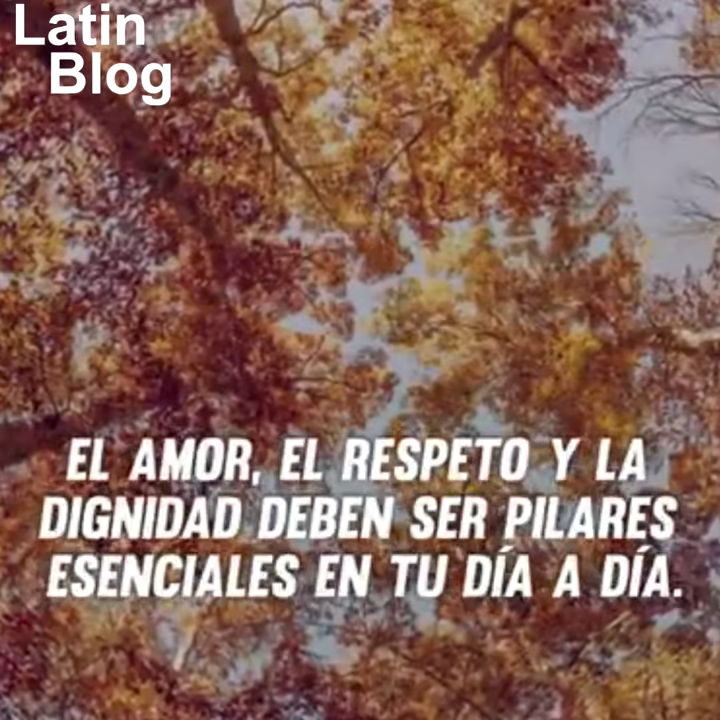 Latin
Blog
EL AMOR, EL RESPETO Y LA
DIGNIDAD DEBEN SER PILARES
ESENCIALES EN TU DÍA A DÍA.